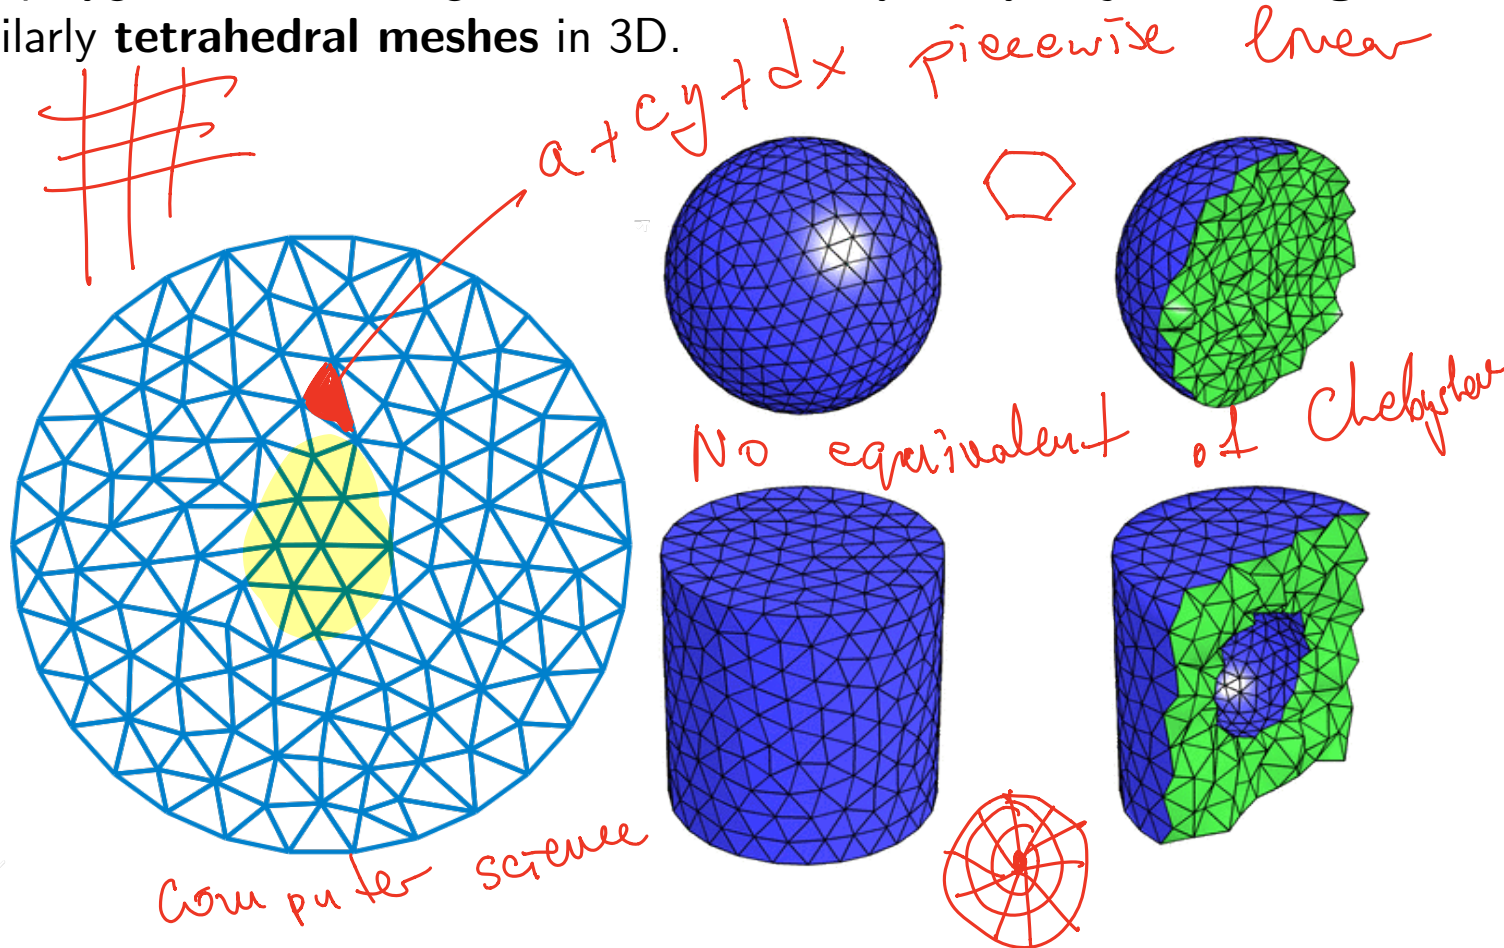 ilarly tetrahedral meshes in 3D.
a + cy + dx piecewise linear
No equivalent of Chebyshev
Computer science